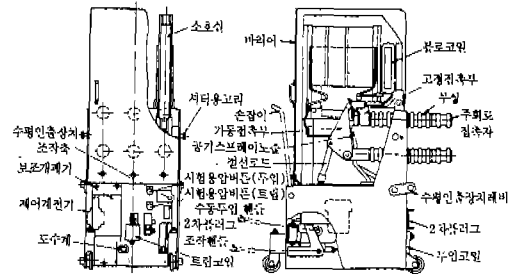 소호실
셔터용고리
수평인출장치
조작축
보조개폐기
제어계전기
도수계
트립코일
조작핸들
2차플러그
수동투입 핸들
시험용압버튼(트립)
시험용압버튼(투입)
절연로드
공기스프레이노즐
가동접촉부
손잡이
바리어
블로코일
고정접촉부
부싱
주회로
접촉자
수평인출장치레버
2차플러그
투입코일